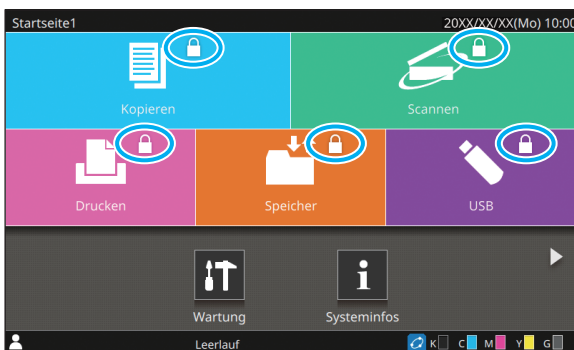 Startseite1 20XX/XX/XX(Mo) 10:00
Kopieren Scannen
Drucken Speicher USB
Wartung Systeminfos
Leerlauf K C M Y G